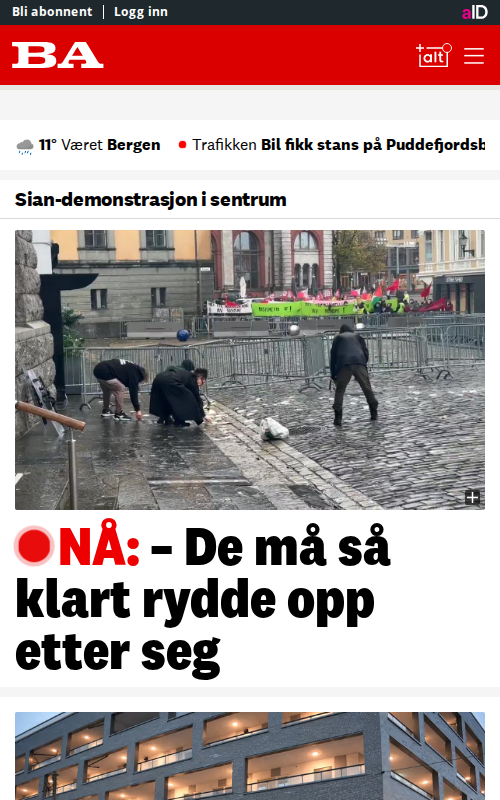 Bli abonnent | Logg inn
aID
BA
+alt
11° Været Bergen
Trafikken Bil fikk stans på Puddefjordsb
Sian-demonstrasjon i sentrum
NÅ: – De må så
klart rydde opp
etter seg